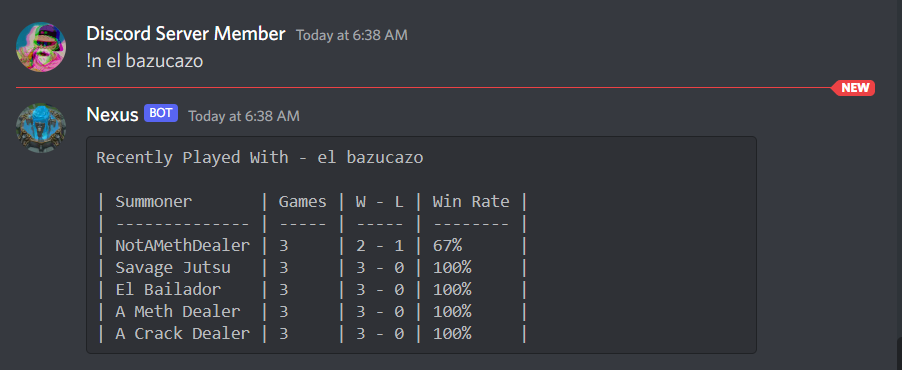 Discord Server Member Today at 6:38 AM
!n el bazucazo
NEW
Nexus BOT Today at 6:38 AM
Recently Played With - el bazucazo
| Summoner       | Games | W - L | Win Rate |
| -------------- | ----- | ----- | -------- |
| NotAMethDealer | 3     | 2 - 1 | 67%      |
| Savage Jutsu   | 3     | 3 - 0 | 100%     |
| El Bailador    | 3     | 3 - 0 | 100%     |
| A Meth Dealer  | 3     | 3 - 0 | 100%     |
| A Crack Dealer | 3     | 3 - 0 | 100%     |